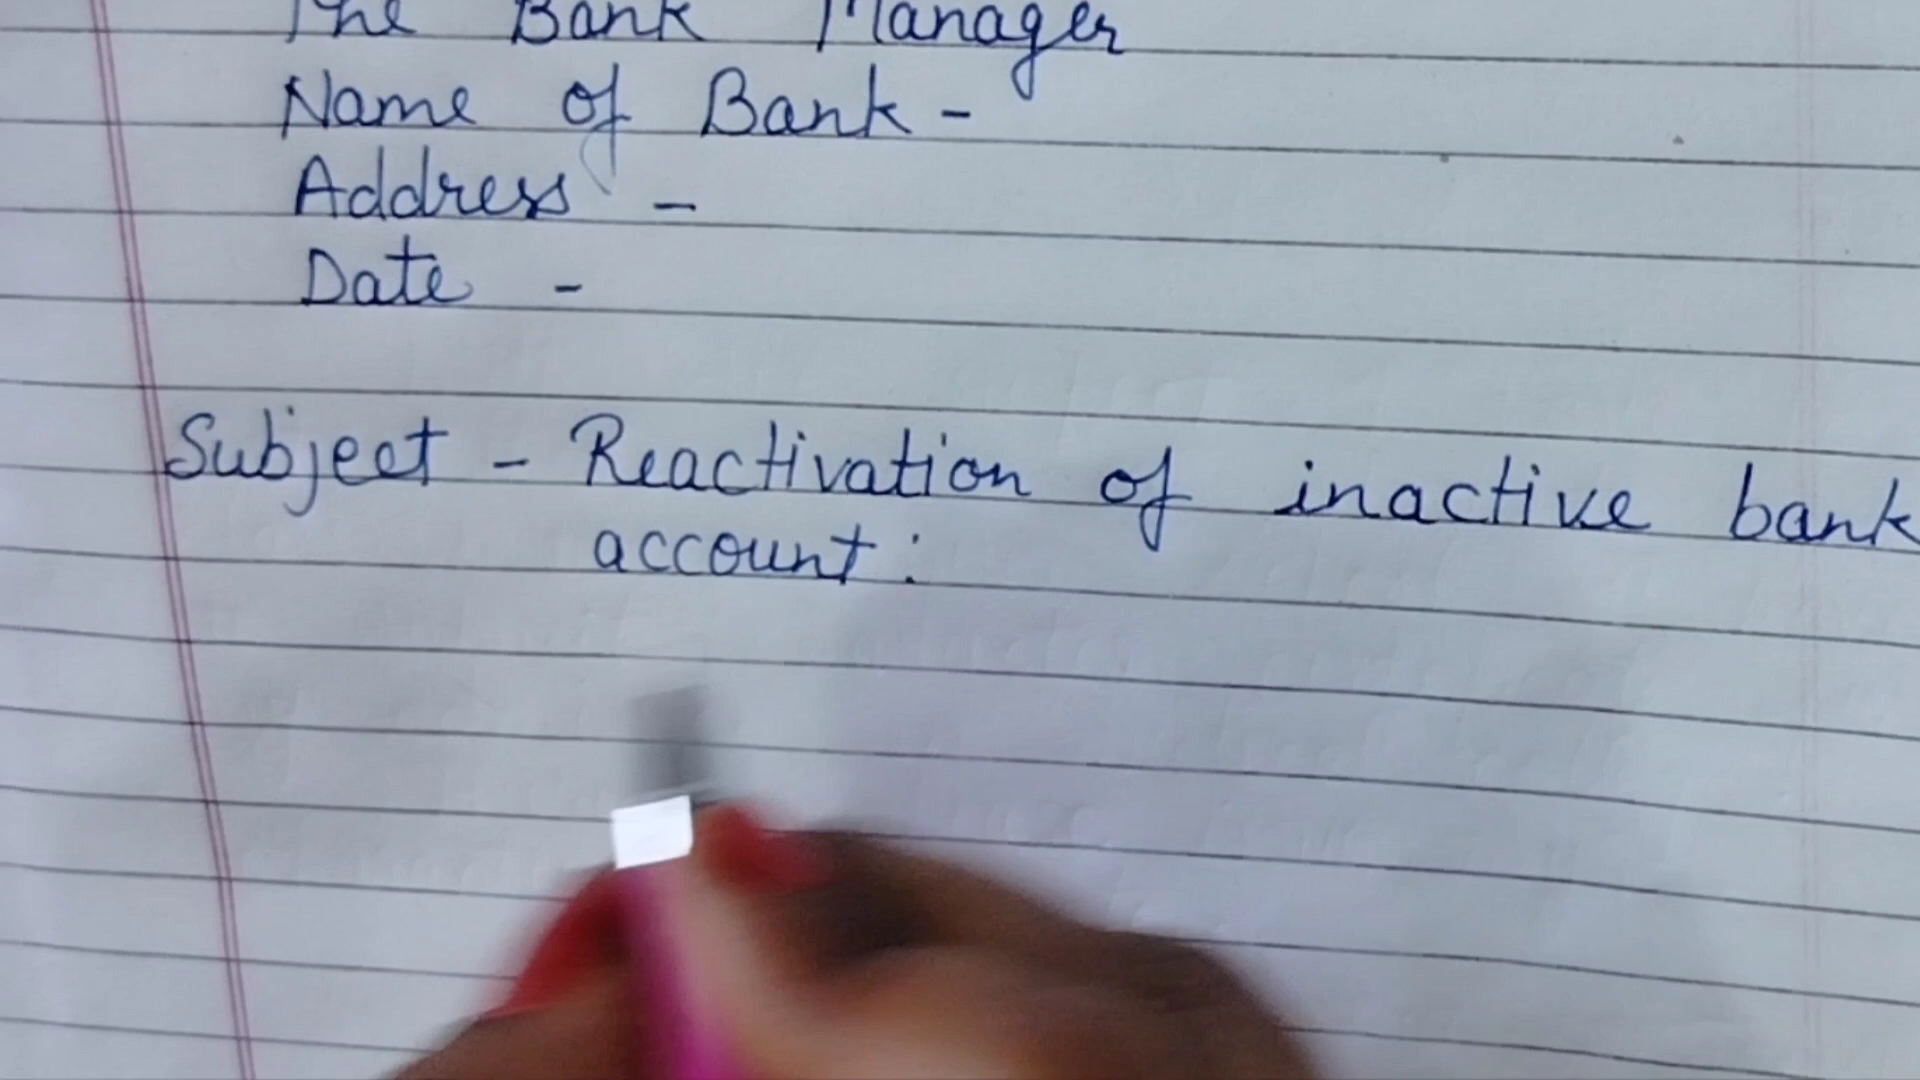 The Bank Manager
Name of Bank -
Address -
Date -
Subject - Reactivation of inactive bank
account :